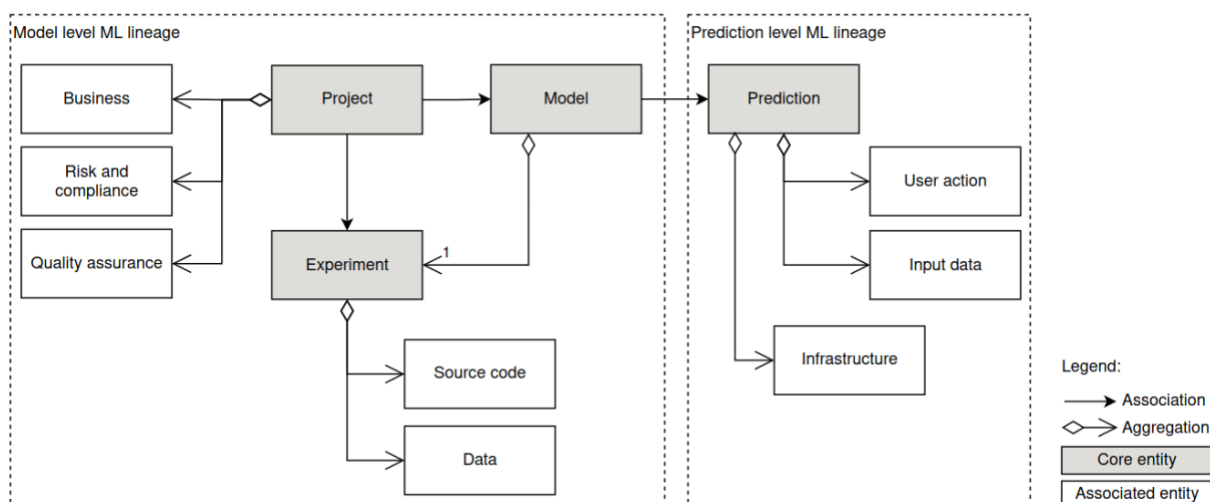 Model level ML lineage
Prediction level ML lineage
Business
Project
Model
Prediction
Risk and
compliance
User action
Quality assurance
Experiment
1
Input data
Source code
Infrastructure
Data
Legend:
Association
Aggregation
Core entity
Associated entity